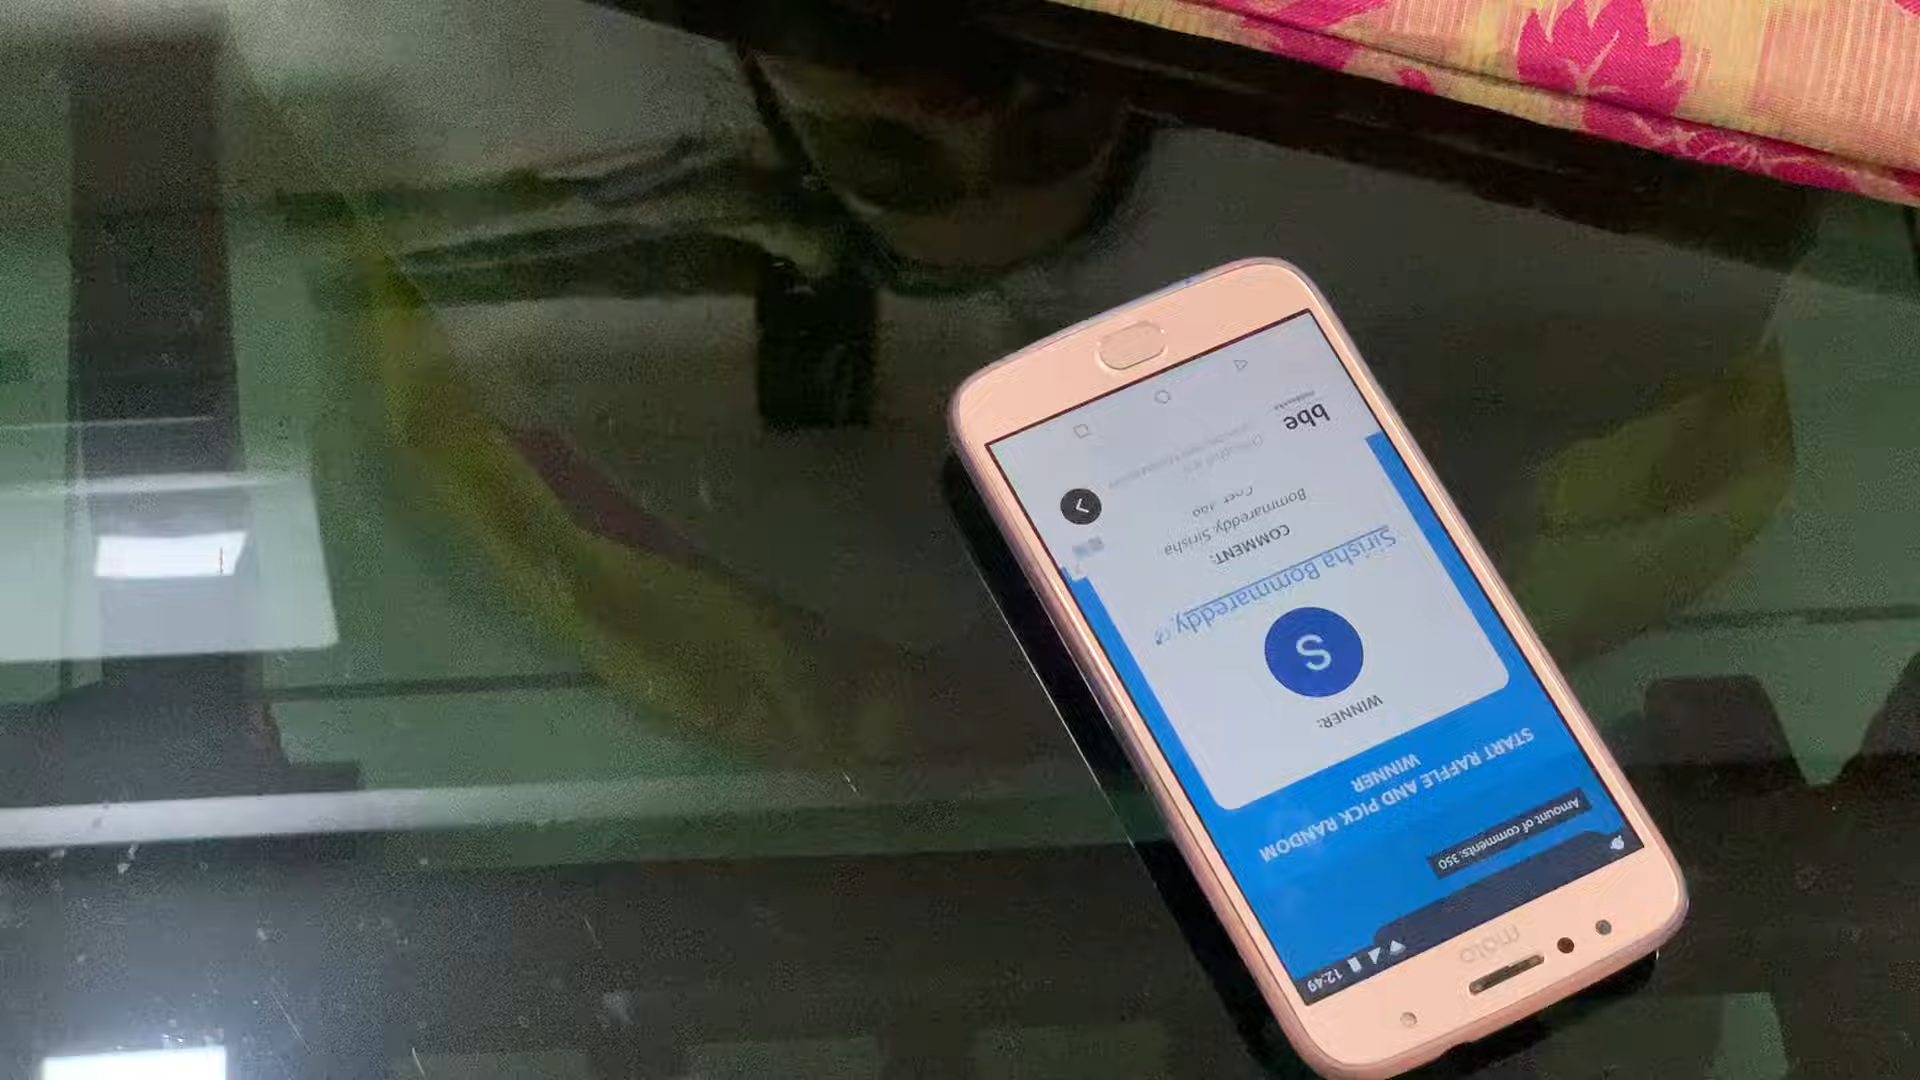 moto
12:49
Amount of comments: 350
START RAFFLE AND PICK RANDOM
WINNER
WINNER:
S
Sirisha Bommareddy
COMMENT:
Bommareddy. Sirisha
bbe